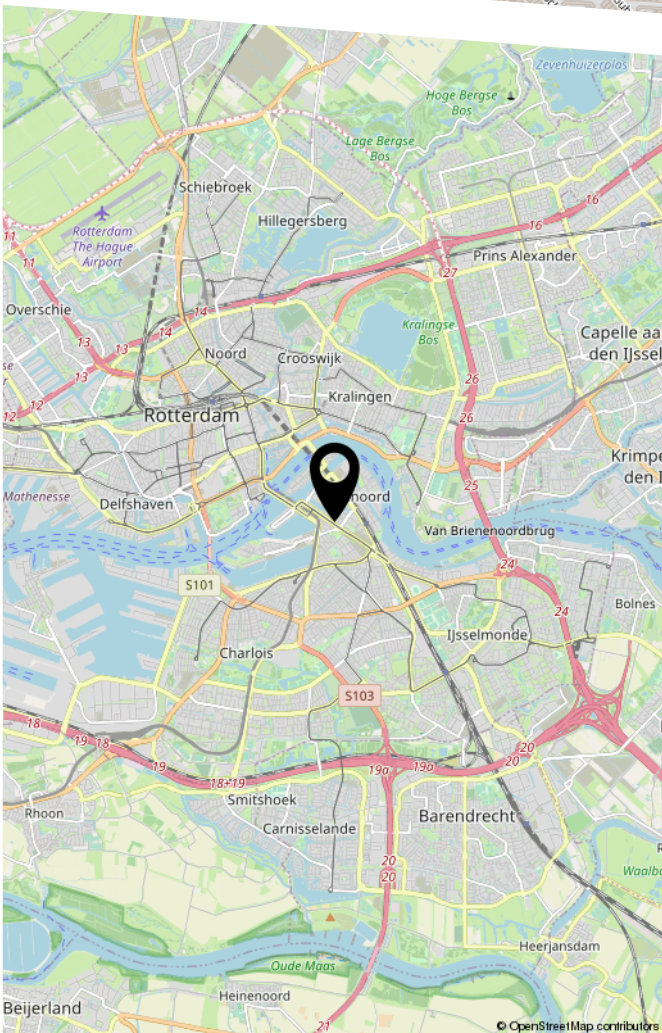 Zevenhuizerplas
Hoge Bergse
Bos
Lage Bergse
Bos
Schiebroek
16
Hillegersberg
16
11
Rotterdam
The Hague
Airport
Prins Alexander
11
27
Overschie
14
Kralingse
Bos
Capelle aa
den IJssel
13
14
13
Noord
Crooswijk
13
26
12
12
Kralingen
Rotterdam
26
Krimpe
den I
25
Mathenesse
Delfshaven
noord
Van Brienenoordbrug
24
S101
24
Bolnes
IJsselmonde
Charlois
S103
18
19
18
20
20
19
19a
19a
18+19
Smitshoek
Rhoon
Barendrecht
Carnisselande
20
20
Waalbo
Heerjansdam
Oude Maas
Heinenoord
Beijerland
21
© OpenStreetMap contributors